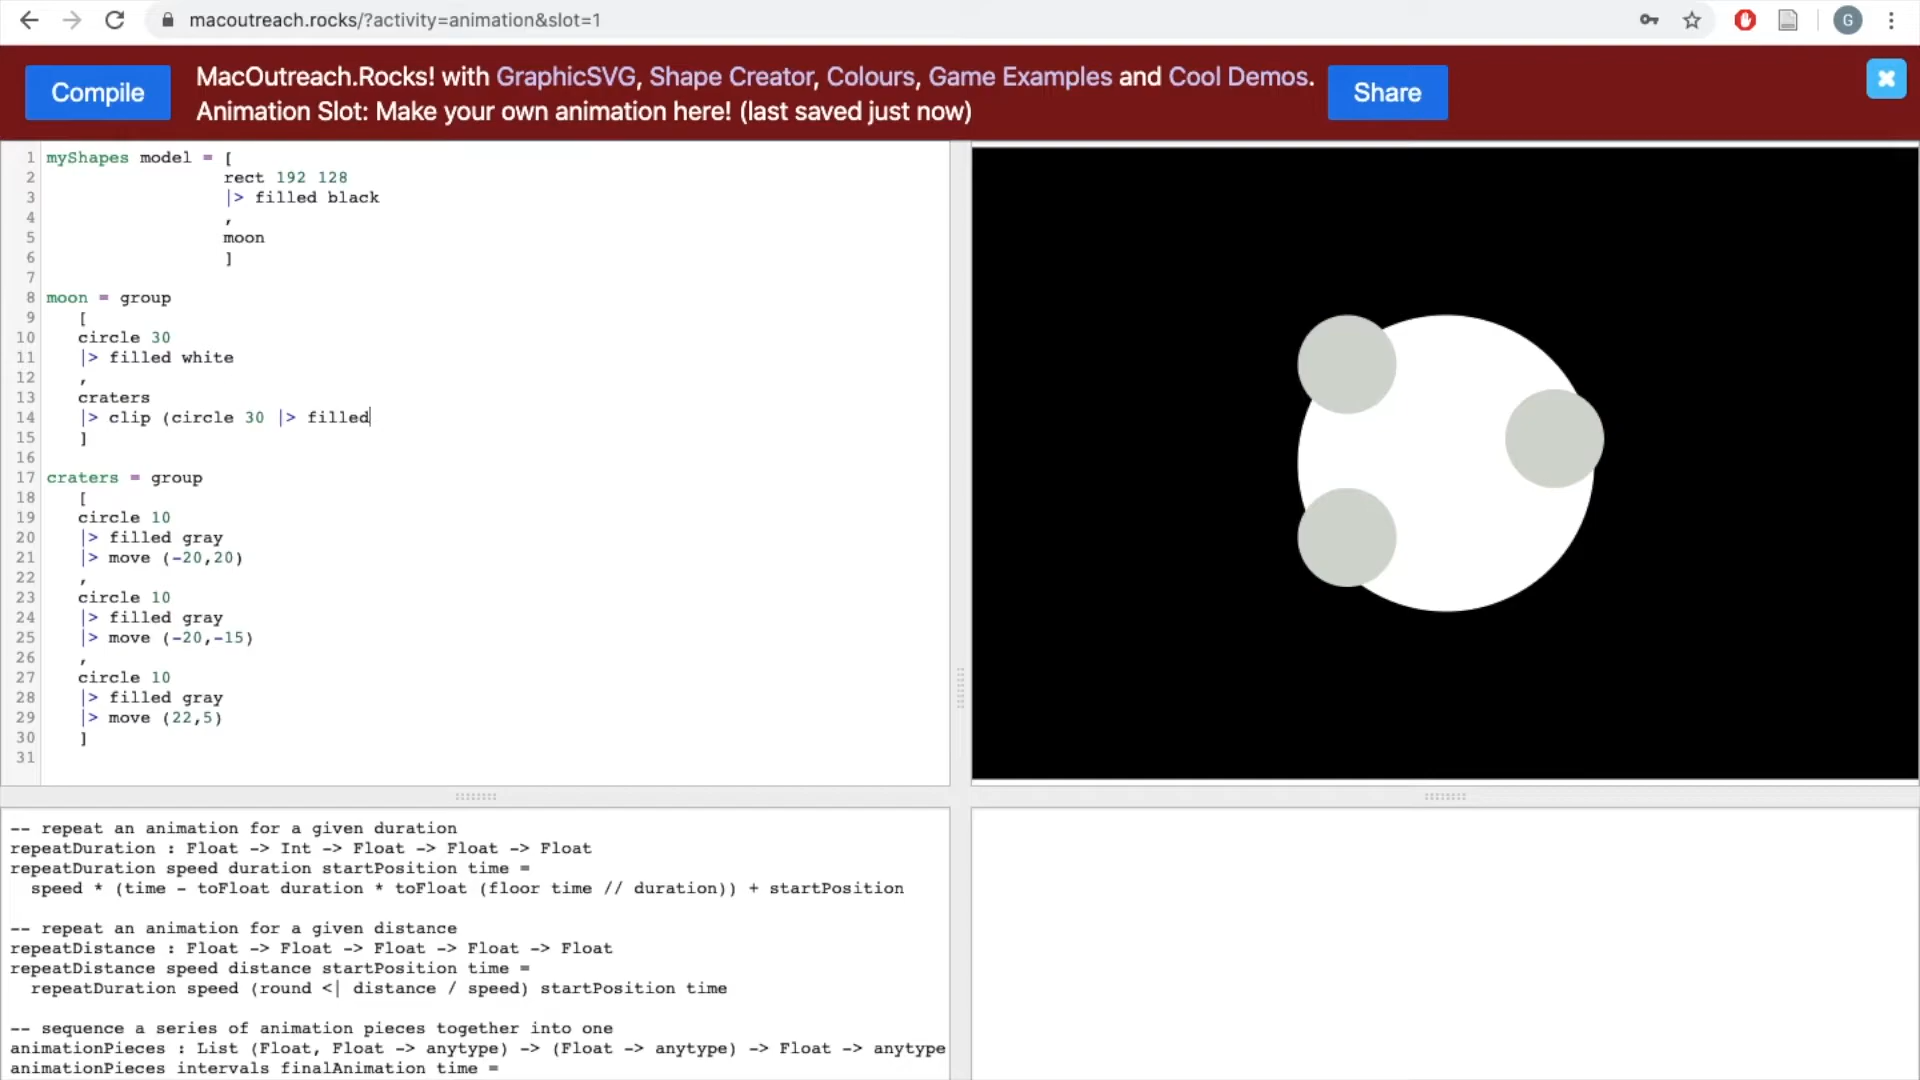 macoutreach.rocks/?activity=animation&slot=1
G
Compile
MacOutreach.Rocks! with GraphicSVG, Shape Creator, Colours, Game Examples and Cool Demos.
Animation Slot: Make your own animation here! (last saved just now)
Share
1 myShapes model = [
2 rect 192 128
3 |> filled black
4 ,
5 moon
6 ]
7
8 moon = group
9 [
10 circle 30
11 |> filled white
12 ,
13 craters
14 |> clip (circle 30 |> filled
15 ]
16
17 craters = group
18 [
19 circle 10
20 |> filled gray
21 |> move (-20,20)
22 ,
23 circle 10
24 |> filled gray
25 |> move (-20,-15)
26 ,
27 circle 10
28 |> filled gray
29 |> move (22,5)
30 ]
31
-- repeat an animation for a given duration
repeatDuration : Float -> Int -> Float -> Float -> Float
repeatDuration speed duration startPosition time =
speed * (time - toFloat duration * toFloat (floor time // duration)) + startPosition
-- repeat an animation for a given distance
repeatDistance : Float -> Float -> Float -> Float -> Float
repeatDistance speed distance startPosition time =
repeatDuration speed (round <| distance / speed) startPosition time
-- sequence a series of animation pieces together into one
animationPieces : List (Float, Float -> anytype) -> (Float -> anytype) -> Float -> anytype
animationPieces intervals finalAnimation time =